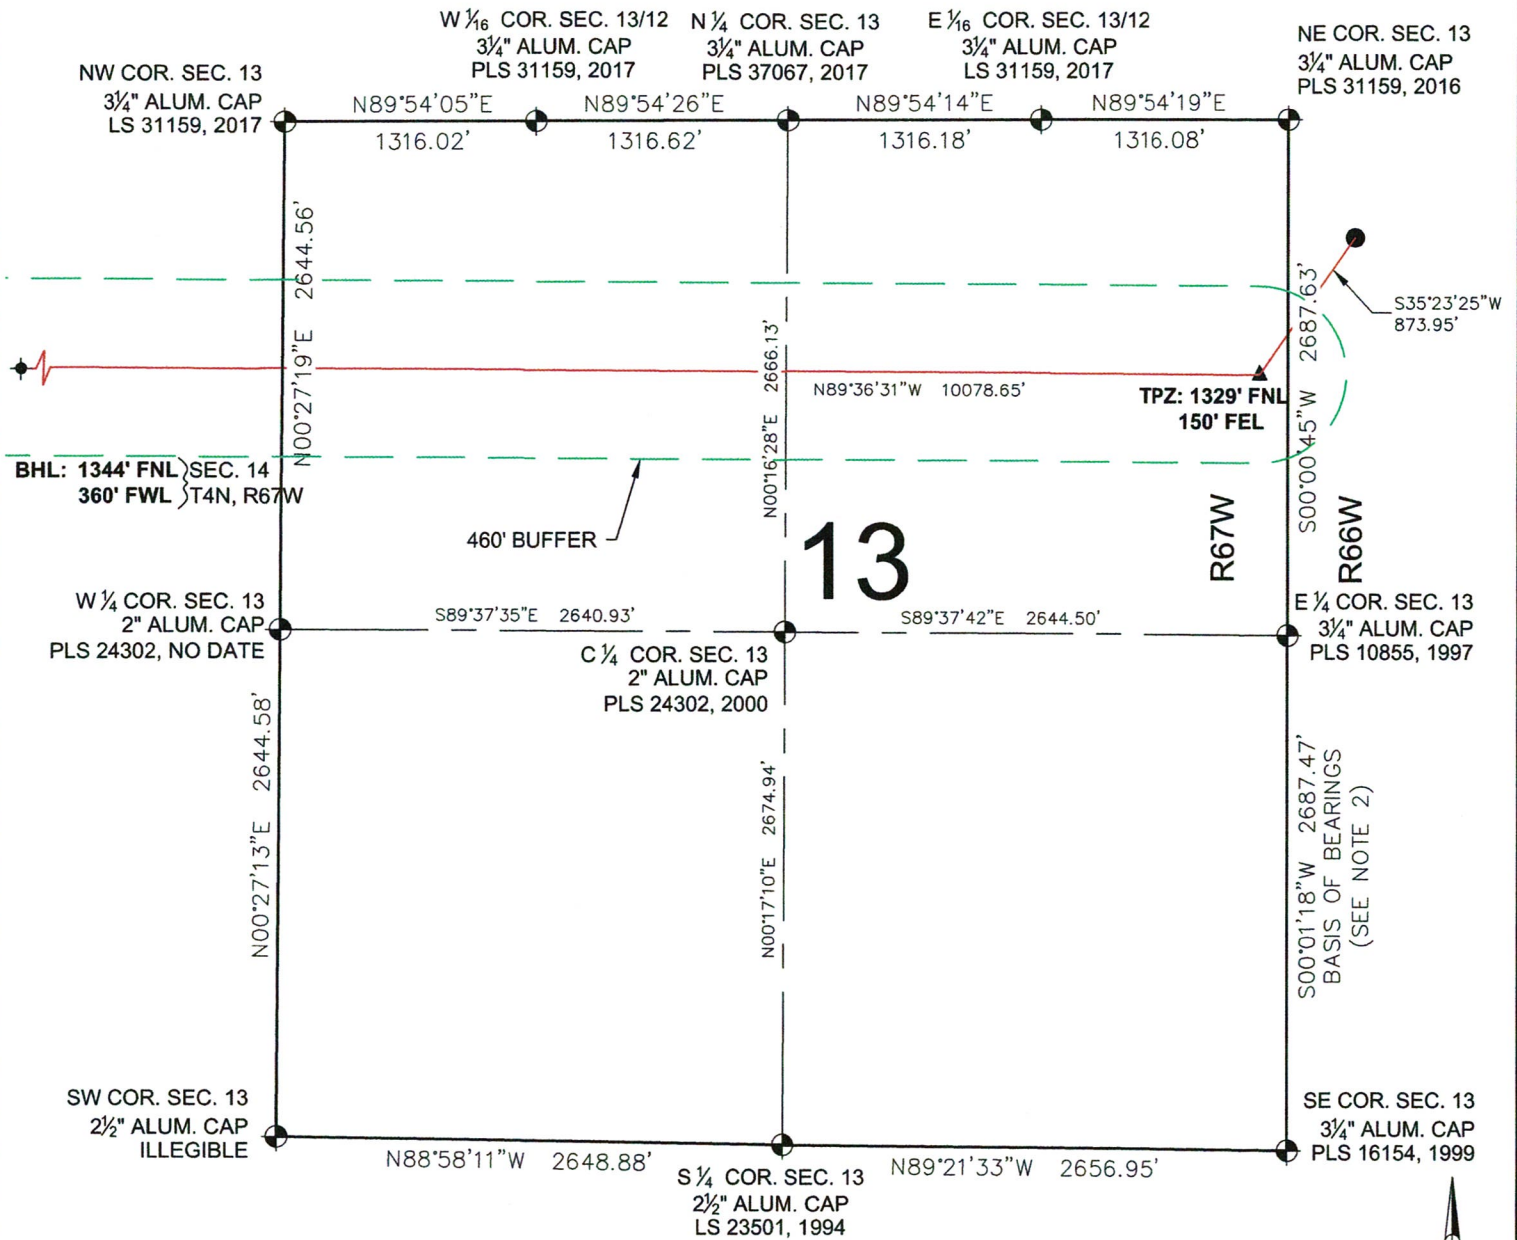 W 1/16 COR. SEC. 13/12
3¼" ALUM. CAP
PLS 31159, 2017
N ¼ COR. SEC. 13
3¼" ALUM. CAP
PLS 37067, 2017
E 1/16 COR. SEC. 13/12
3¼" ALUM. CAP
LS 31159, 2017
NE COR. SEC. 13
3¼" ALUM. CAP
PLS 31159, 2016
NW COR. SEC. 13
3¼" ALUM. CAP
LS 31159, 2017
N89°54'05"E
1316.02'
N89°54'26"E
1316.62'
N89°54'14"E
1316.18'
N89°54'19"E
1316.08'
N00°27'19"E 2644.56'
N00°16'28"E 2666.13'
S00°00'45"W 2687.63'
S35°23'25"W
873.95'
N89°36'31"W 10078.65'
TPZ: 1329' FNL
150' FEL
BHL: 1344' FNL } SEC. 14
360' FWL } T4N, R67W
460' BUFFER
13
R67W
R66W
W ¼ COR. SEC. 13
2" ALUM. CAP
PLS 24302, NO DATE
S89°37'35"E 2640.93'
S89°37'42"E 2644.50'
E ¼ COR. SEC. 13
3¼" ALUM. CAP
PLS 10855, 1997
C ¼ COR. SEC. 13
2" ALUM. CAP
PLS 24302, 2000
N00°27'13"E 2644.58'
N00°17'10"E 2674.94'
S00°01'18"W 2687.47'
BASIS OF BEARINGS
(SEE NOTE 2)
SW COR. SEC. 13
2½" ALUM. CAP
ILLEGIBLE
N88°58'11"W 2648.88'
S ¼ COR. SEC. 13
2½" ALUM. CAP
LS 23501, 1994
N89°21'33"W 2656.95'
SE COR. SEC. 13
3¼" ALUM. CAP
PLS 16154, 1999